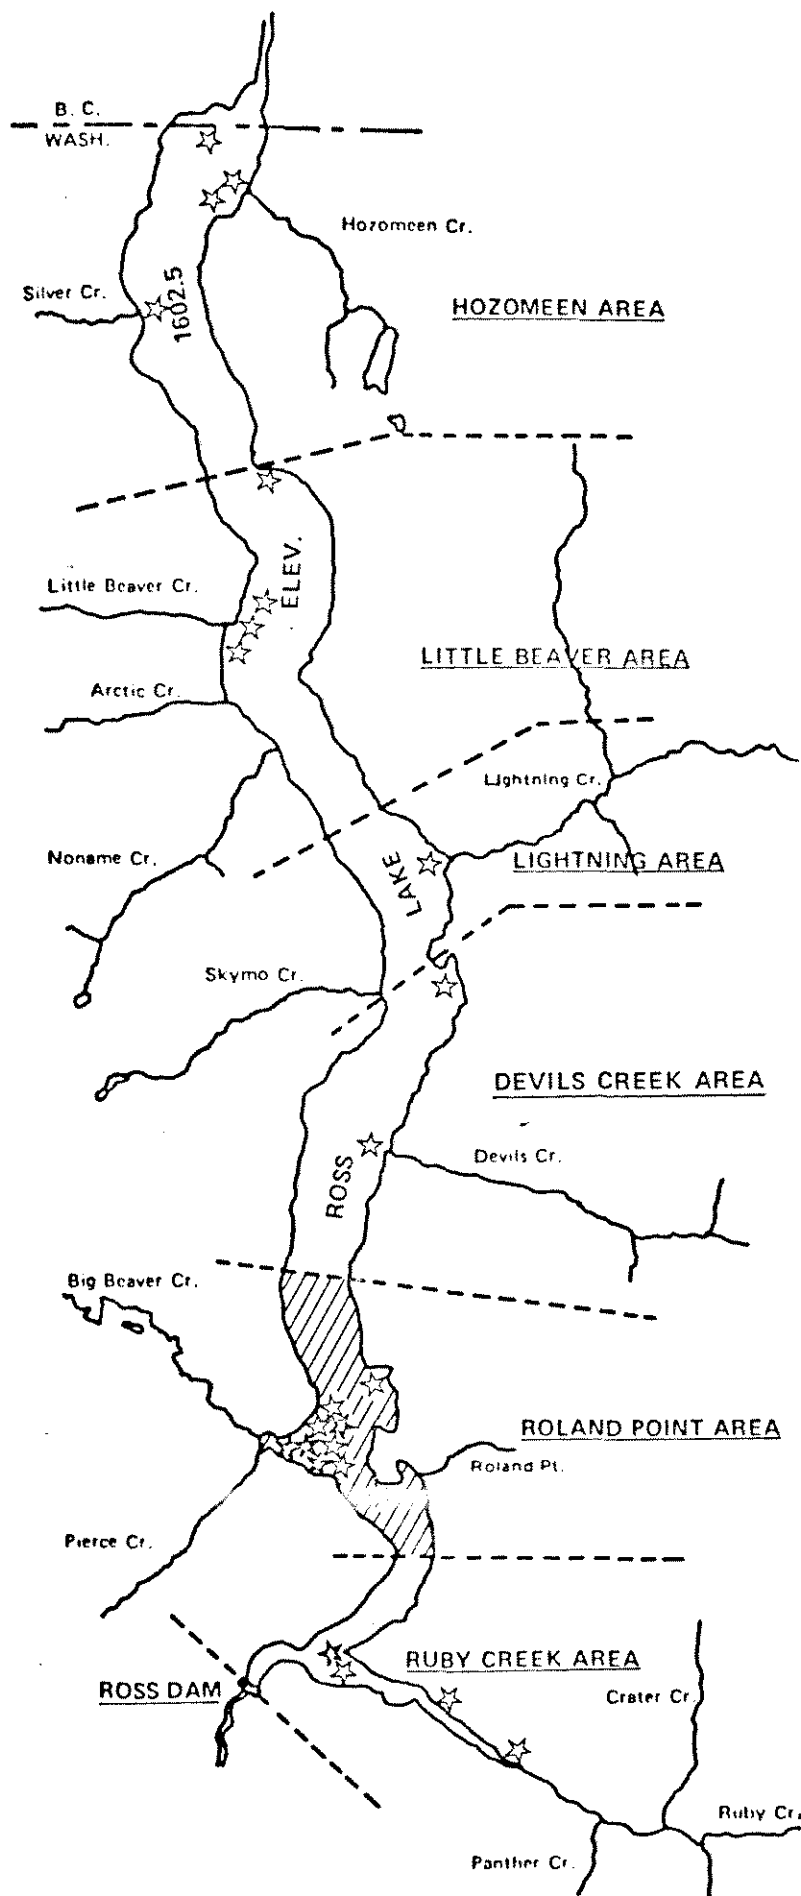 B. C.
WASH.
Hozomeen Cr.
Silver Cr.
1602.5
HOZOMEEN AREA
ELEV.
Little Beaver Cr.
LITTLE BEAVER AREA
Arctic Cr.
Lightning Cr.
Noname Cr.
LAKE
LIGHTNING AREA
Skymo Cr.
DEVILS CREEK AREA
Devils Cr.
ROSS
Big Beaver Cr.
ROLAND POINT AREA
Roland Pt.
Pierce Cr.
RUBY CREEK AREA
ROSS DAM
Crater Cr.
Ruby Cr.
Panther Cr.